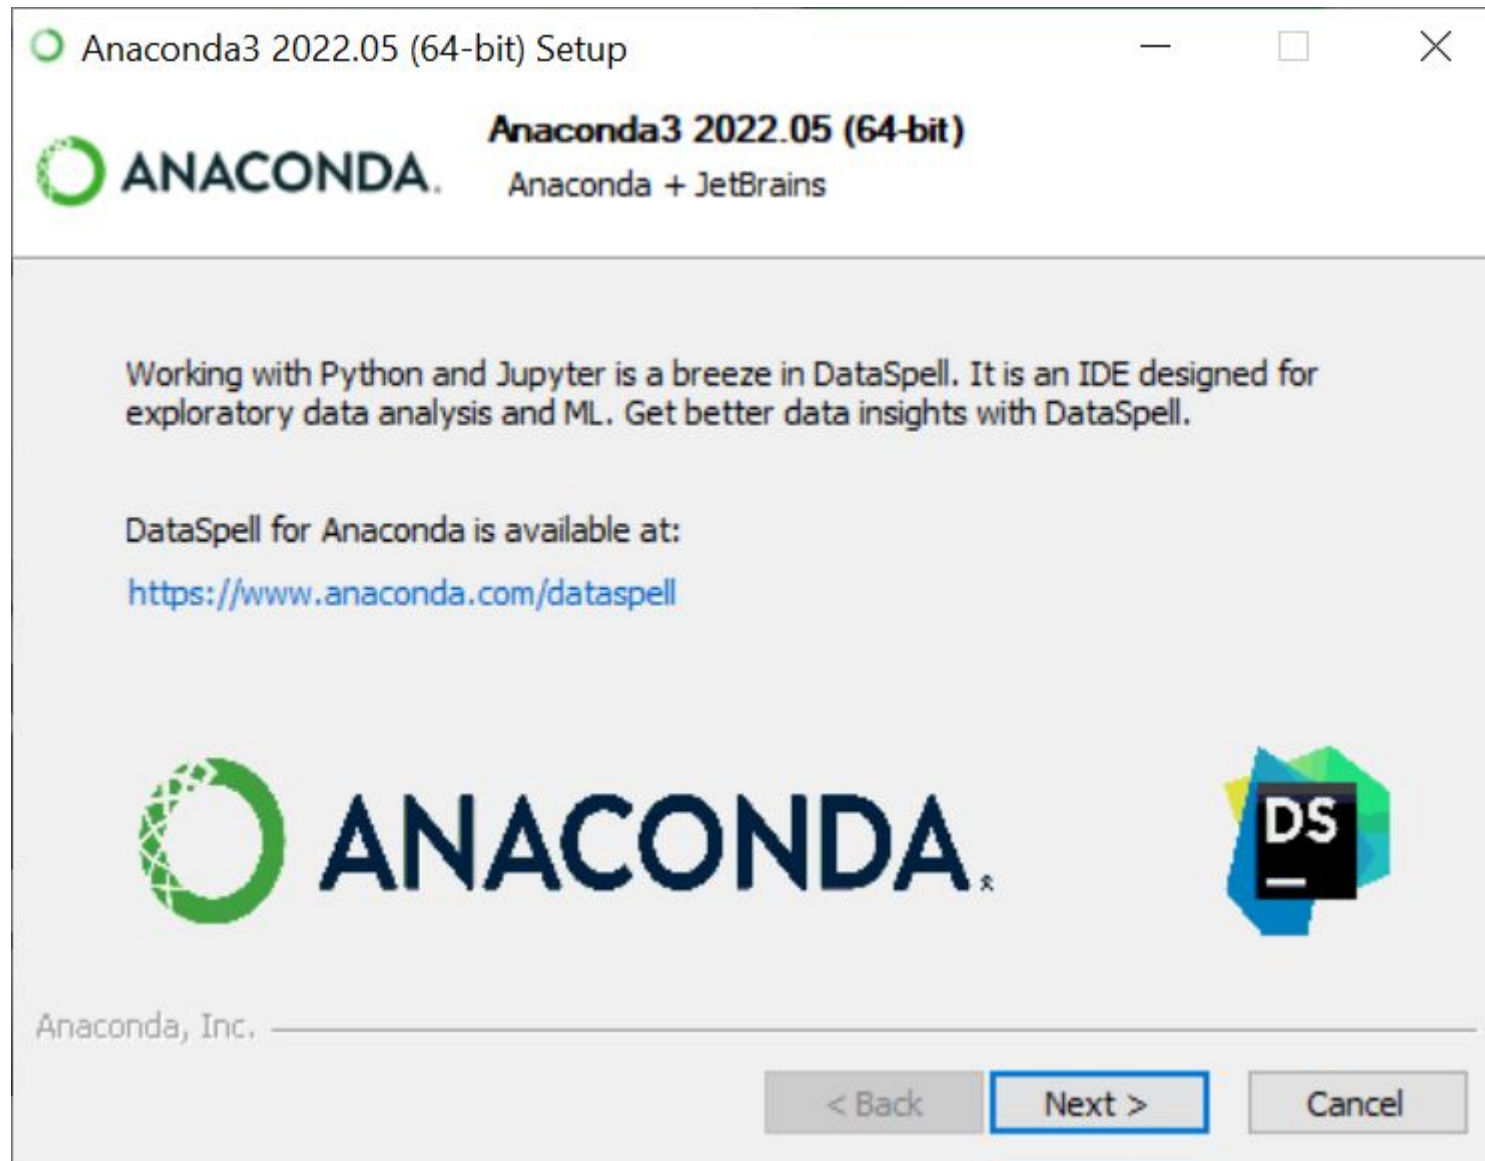 Anaconda3 2022.05 (64-bit) Setup
ANACONDA.
Anaconda3 2022.05 (64-bit)
Anaconda + JetBrains
Working with Python and Jupyter is a breeze in DataSpell. It is an IDE designed for
exploratory data analysis and ML. Get better data insights with DataSpell.
DataSpell for Anaconda is available at:
https://www.anaconda.com/dataspell
ANACONDA.
DS
Anaconda, Inc.
< Back
Next >
Cancel